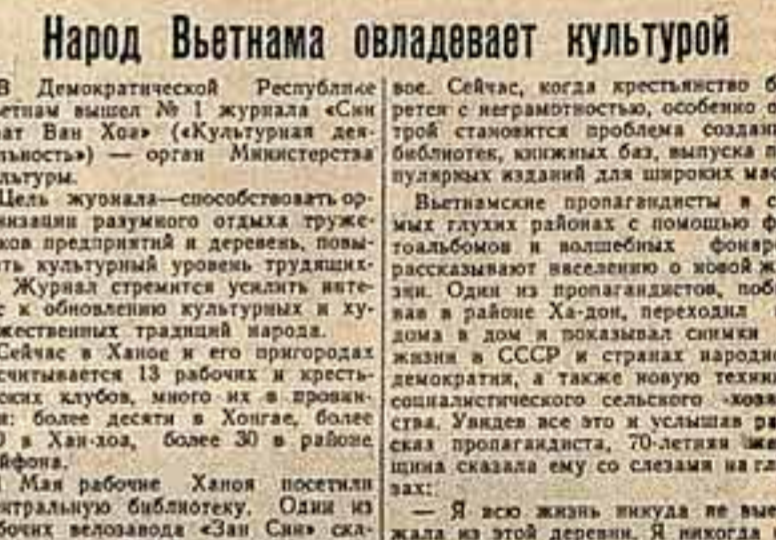 Народ Вьетнама овладевает культурой
В Демократической Республике
етнам вышел № 1 журнала «Син
ат Ван Хоа» («Культурная дея-
льность») — орган Министерства
льтуры.
Цель журнала—способствовать ор-
низации разумного отдыха труже-
ков предприятий и деревень, повы-
ть культурный уровень трудящих-
Журнал стремится усилить инте-
с к обновлению культурных и ху-
жественных традиций народа.
Сейчас в Ханое и его пригородах
считывается 13 рабочих и кресть-
ских клубов, много их в провин-
и: более десяти в Хонгае, более
0 в Хан-хоа, более 30 в районе
йфона.
1 Мая рабочие Ханоя посетили
нтральную библиотеку. Один из
бочих велозавода «Зан Син» ска-
вое. Сейчас, когда крестьянство б
рется с неграмотностью, особенно о
трой становится проблема создани
библиотек, книжных баз, выпуска п
пулярных изданий для широких мас
Вьетнамские пропагандисты в с
мых глухих районах с помощью ф
тоальбомов и волшебных фонар
рассказывают населению о новой ж
зни. Один из пропагандистов, поб
вав в районе Ха-дон, переходил
дома в дом и показывал снимки
жизни в СССР и странах народн
демократии, а также новую техни
социалистического сельского хозя
ства. Увидев все это и услышав ра
сказ пропагандиста, 70-летняя же
щина сказала ему со слезами на гл
зах:
— Я всю жизнь никуда не вые
жала из этой деревни. Я никогда